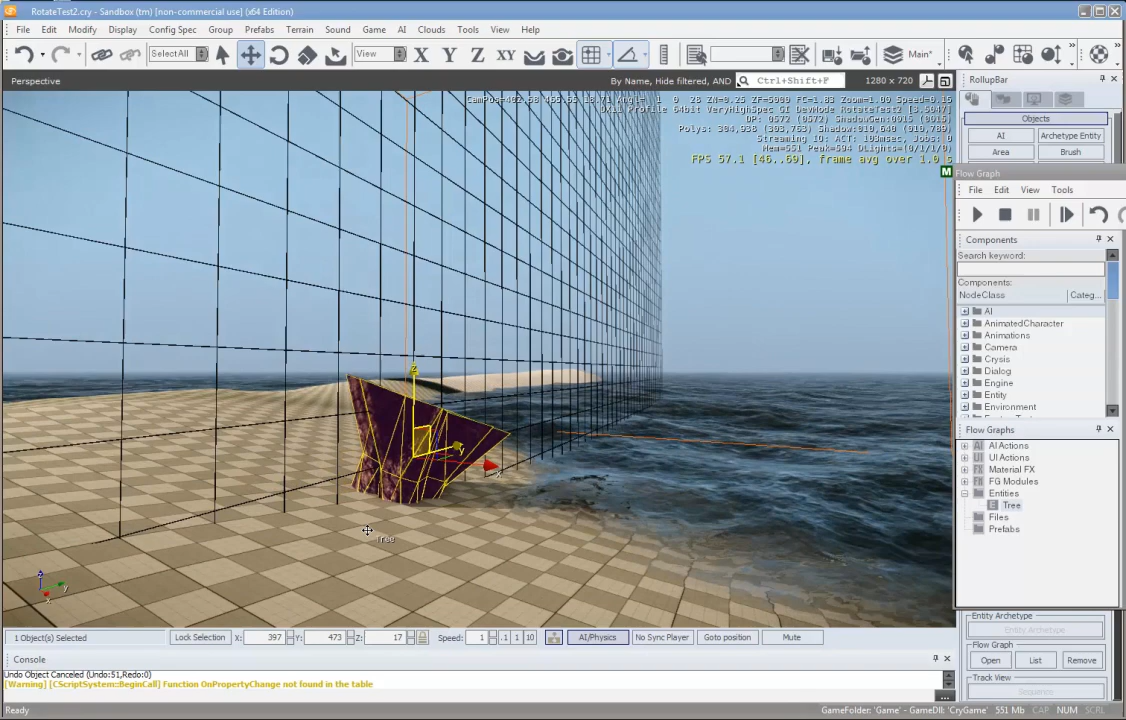 RotateTest2.cry - Sandbox (tm) [non-commercial use] (x64 Edition)
File Edit Modify Display Config Spec Group Prefabs Terrain Sound Game AI Clouds Tools View Help
SelectAll View X Y Z XY Main*
Perspective By Name, Hide filtered, AND Ctrl+Shift+F 1280 x 720
RollupBar
Objects
AI Archetype Entity
Area Brush
FPS 57.1 [46..69], frame avg over 1.0 s
M
Flow Graph
File Edit View Tools
Components
Search keyword:
Components:
NodeClass Categ...
AI
AnimatedCharacter
Animations
Camera
Crysis
Dialog
Engine
Entity
Environment
Flow Graphs
AI Actions
UI Actions
Material FX
FG Modules
Entities
Tree
Files
Prefabs
z
y
x
Tree
z
y
x
1 Object(s) Selected Lock Selection X: 397 Y: 473 Z: 17 Speed: 1 .1 1 10 AI/Physics No Sync Player Goto position Mute
Entity Archetype
Entity Archetype
Flow Graph
Open List Remove
Track View
Sequence
Console
Undo Object Canceled (Undo:51,Redo:0)
[Warning] [CScriptSystem::BeginCall] Function OnPropertyChange not found in the table
...
Ready GameFolder: 'Game' - GameDll: 'CryGame' 551 Mb CAP NUM SCRL